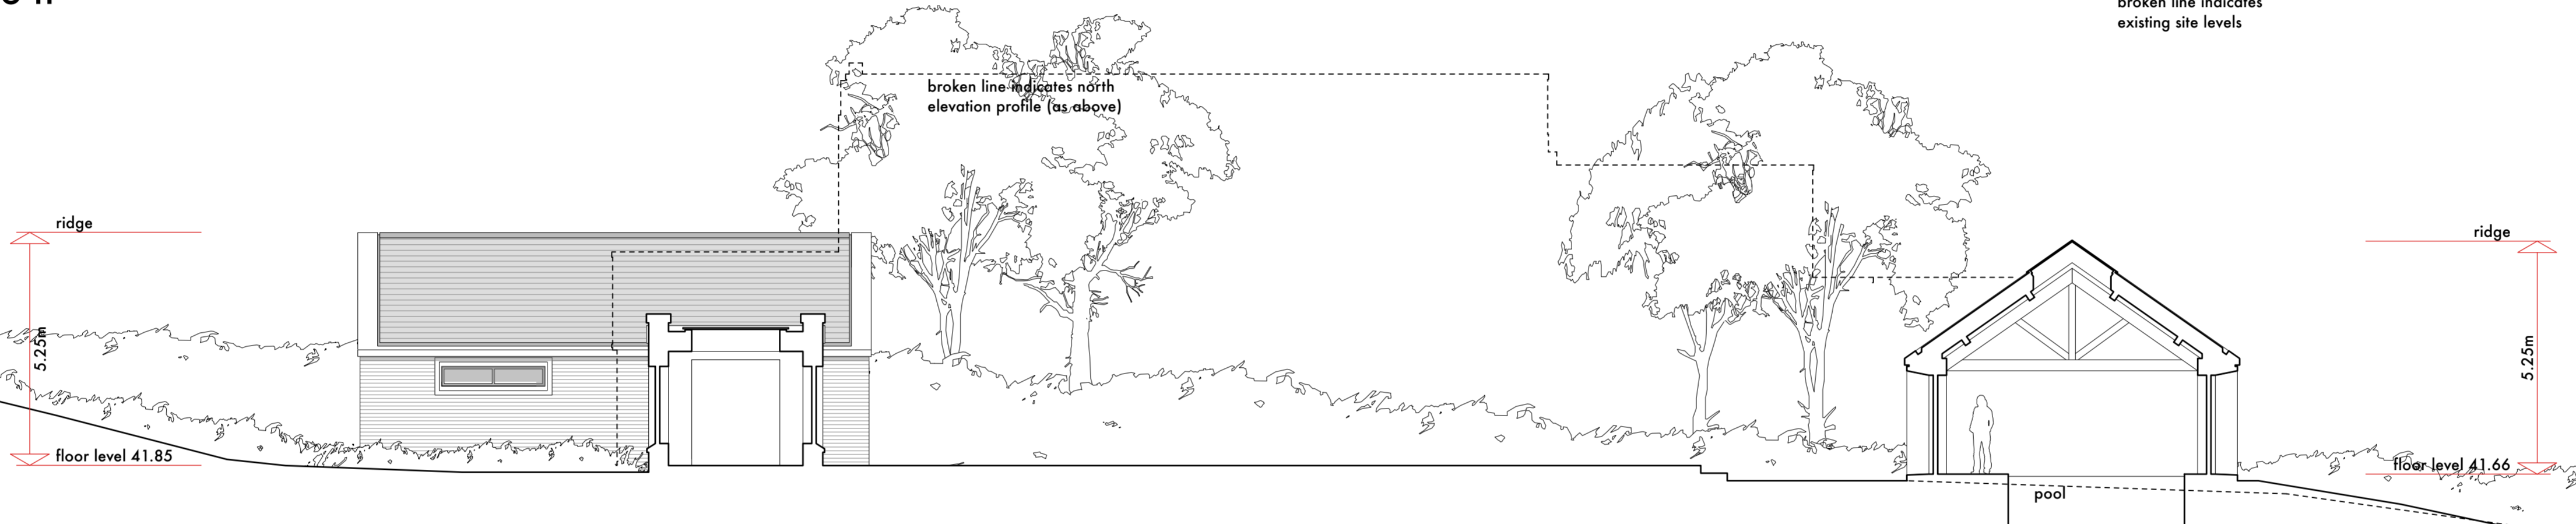 broken line indicates
existing site levels
broken line indicates north
elevation profile (as above)
ridge
5.25m
floor level 41.85
ridge
5.25m
floor level 41.66
pool